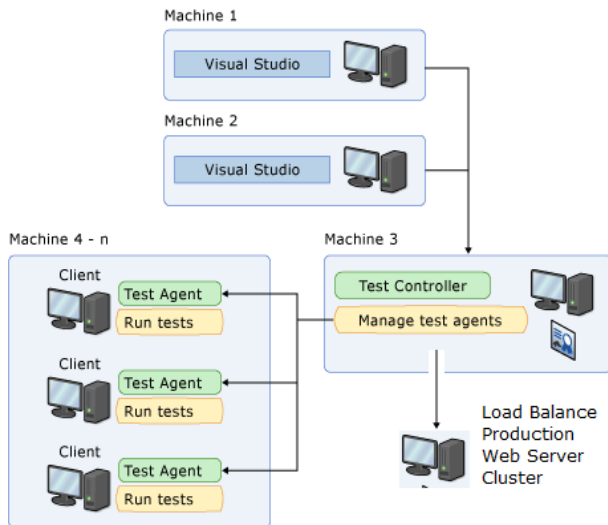 Machine 1
Visual Studio
Machine 2
Visual Studio
Machine 4 - n
Client
Test Agent
Run tests
Client
Test Agent
Run tests
Client
Test Agent
Run tests
Machine 3
Test Controller
Manage test agents
Load Balance
Production
Web Server
Cluster